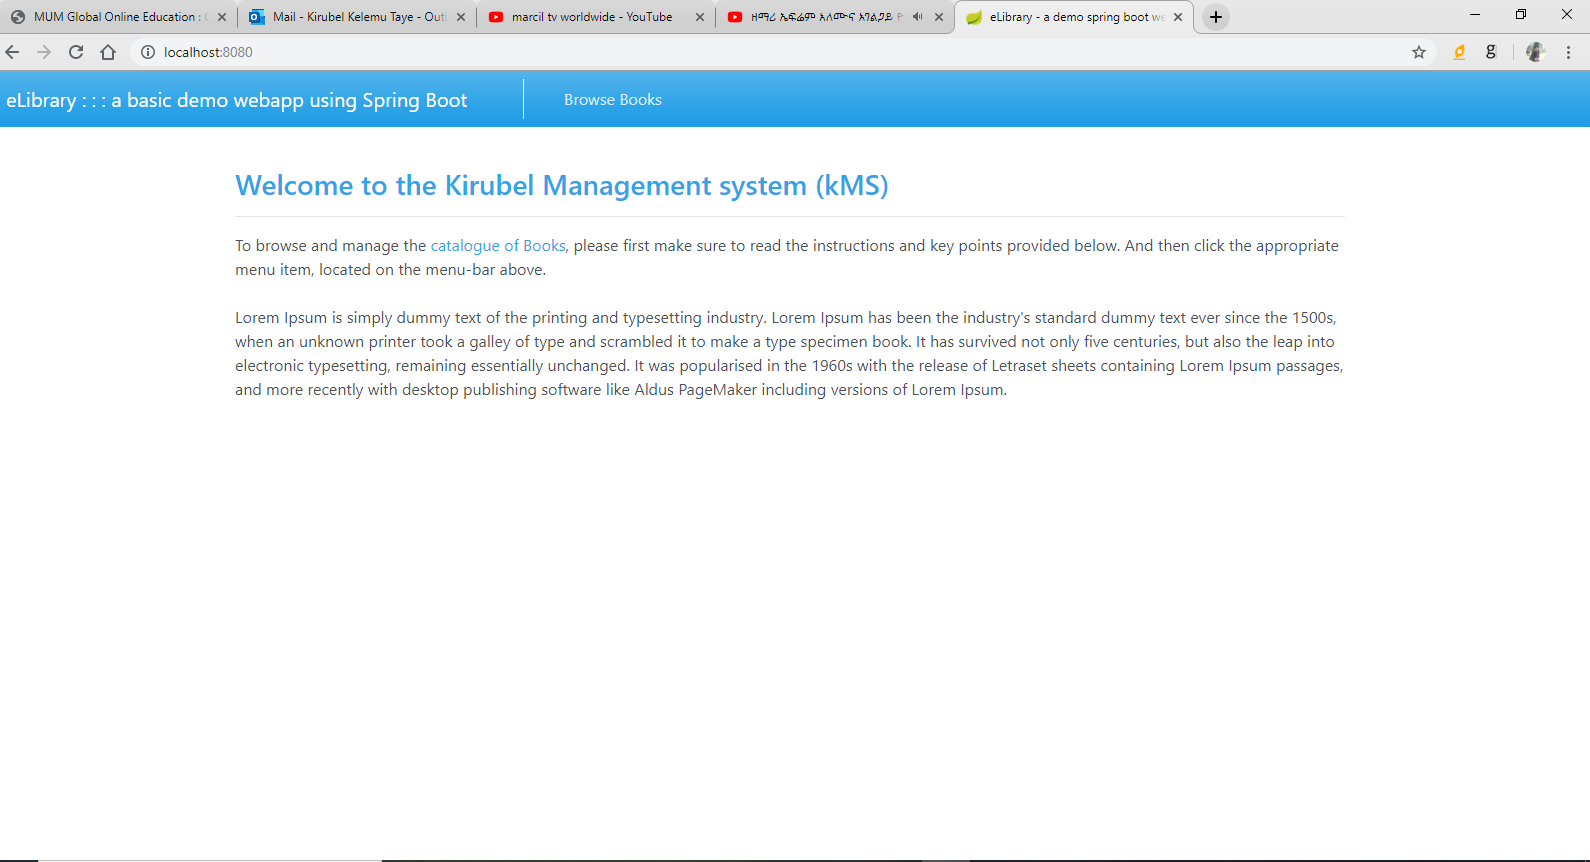 MUM Global Online Education :
Mail - Kirubel Kelemu Taye - Out
marcil tv worldwide - YouTube
ዘማሪ ኤፍሬም አለሙና አገልጋይ
eLibrary - a demo spring boot we
localhost:8080
g
eLibrary : : : a basic demo webapp using Spring Boot
Browse Books
Welcome to the Kirubel Management system (kMS)
To browse and manage the catalogue of Books, please first make sure to read the instructions and key points provided below. And then click the appropriate
menu item, located on the menu-bar above.
Lorem Ipsum is simply dummy text of the printing and typesetting industry. Lorem Ipsum has been the industry's standard dummy text ever since the 1500s,
when an unknown printer took a galley of type and scrambled it to make a type specimen book. It has survived not only five centuries, but also the leap into
electronic typesetting, remaining essentially unchanged. It was popularised in the 1960s with the release of Letraset sheets containing Lorem Ipsum passages,
and more recently with desktop publishing software like Aldus PageMaker including versions of Lorem Ipsum.